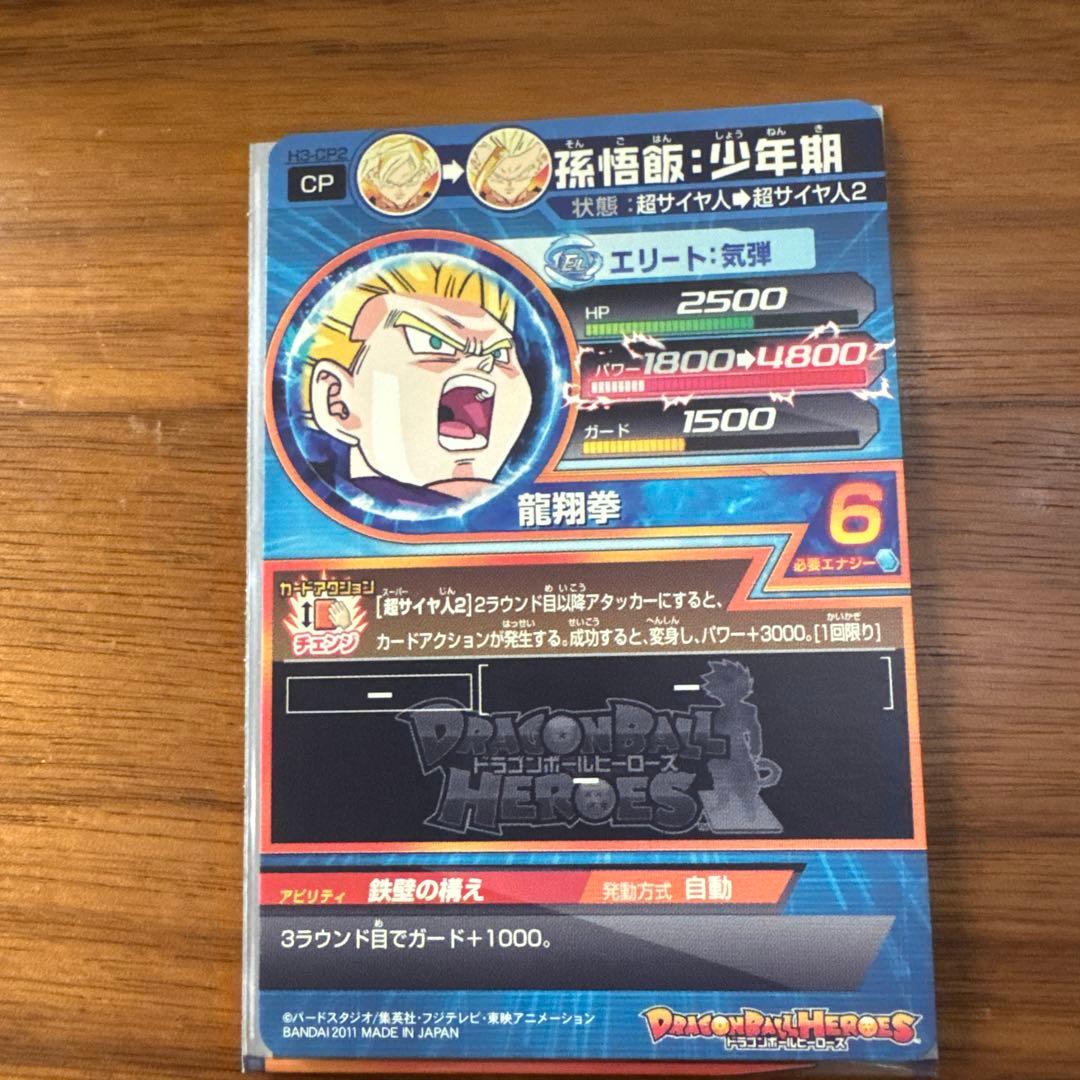 H3-CP2
CP
そんごはん しょうねんき
孫悟飯：少年期
状態：超サイヤ人➡超サイヤ人2
EL エリート：気弾
HP 2500
パワー 1800➡4800
ガード 1500
龍翔拳
6
必要エナジー
カードアクション
チェンジ
スーパー じん め いこう
[超サイヤ人2]2ラウンド目以降アタッカーにすると、
はっせい せいこう へんしん かいかぎ
カードアクションが発生する。成功すると、変身し、パワー+3000。[1回限り]
ー
ー
DRAGONBALL
ドラゴンボールヒーローズ
ー
HEROES
アビリティ 鉄壁の構え 発動方式 自動
め
3ラウンド目でガード+1000。
©バードスタジオ/集英社・フジテレビ・東映アニメーション
BANDAI 2011 MADE IN JAPAN
DRAGONBALL HEROES
ドラゴンボールヒーローズ